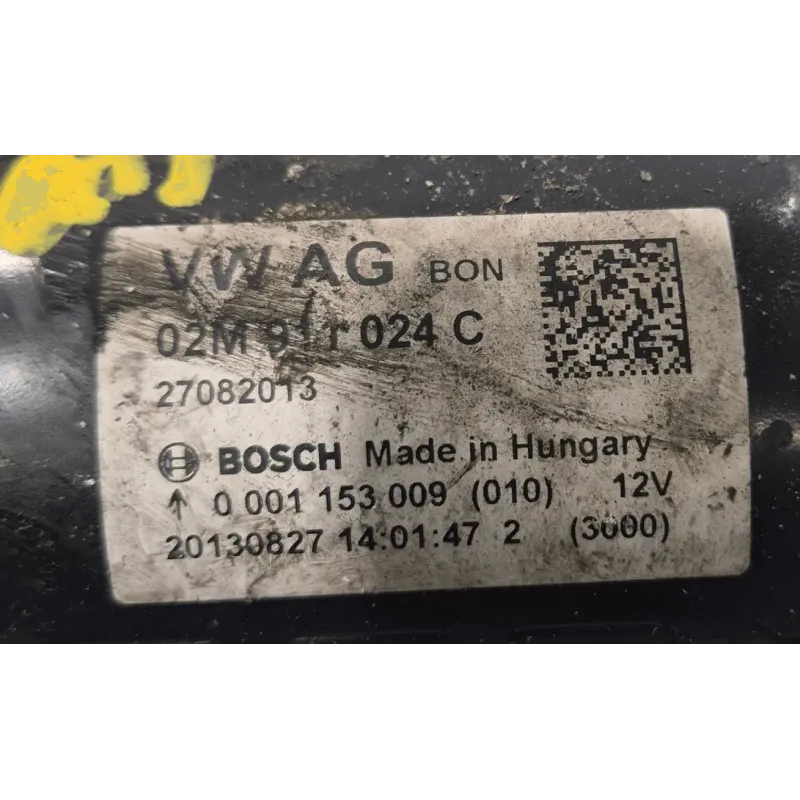 VW AG BON
02M 911 024 C
27082013
BOSCH Made in Hungary
↑ 0 001 153 009 (010) 12V
20130827 14:01:47 2 (3000)